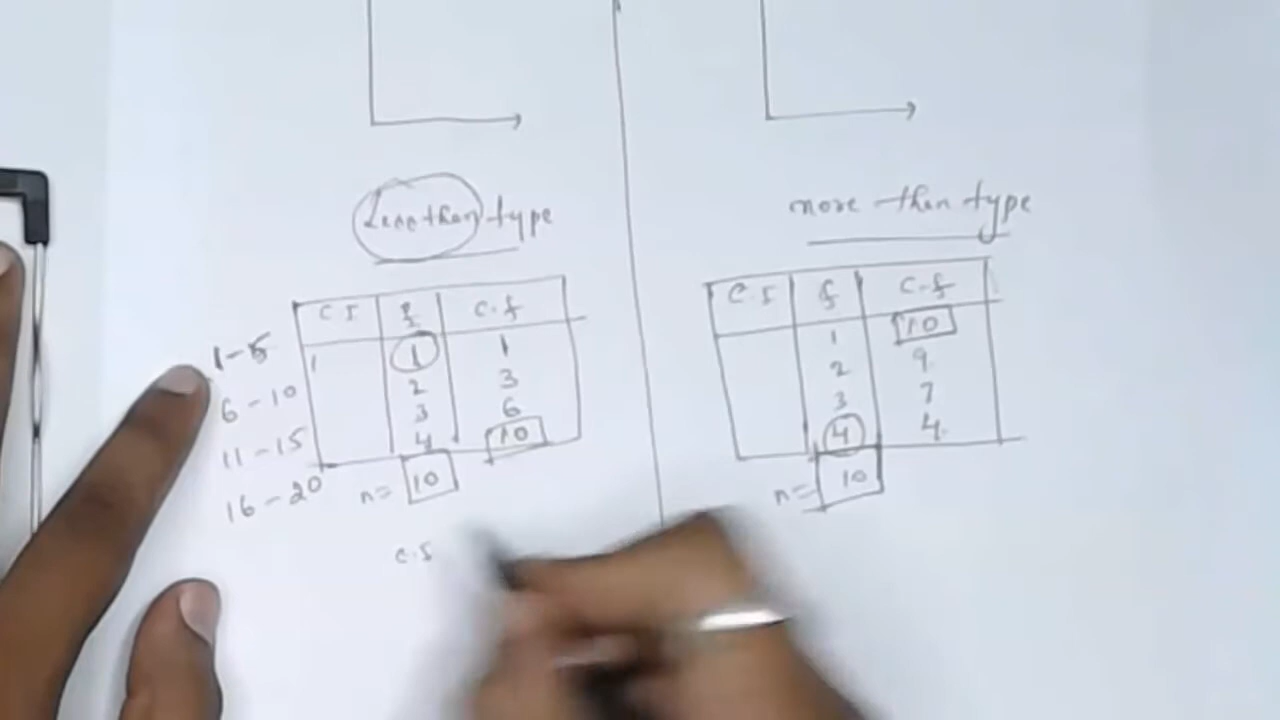 Less than type
C.I f c.f
1-5 1 1 1
6-10 2 3
11-15 3 6
16-20 4 10
n= 10
c.I
more than type
C.I f c.f
1 10
2 9
3 7
4 4
n= 10